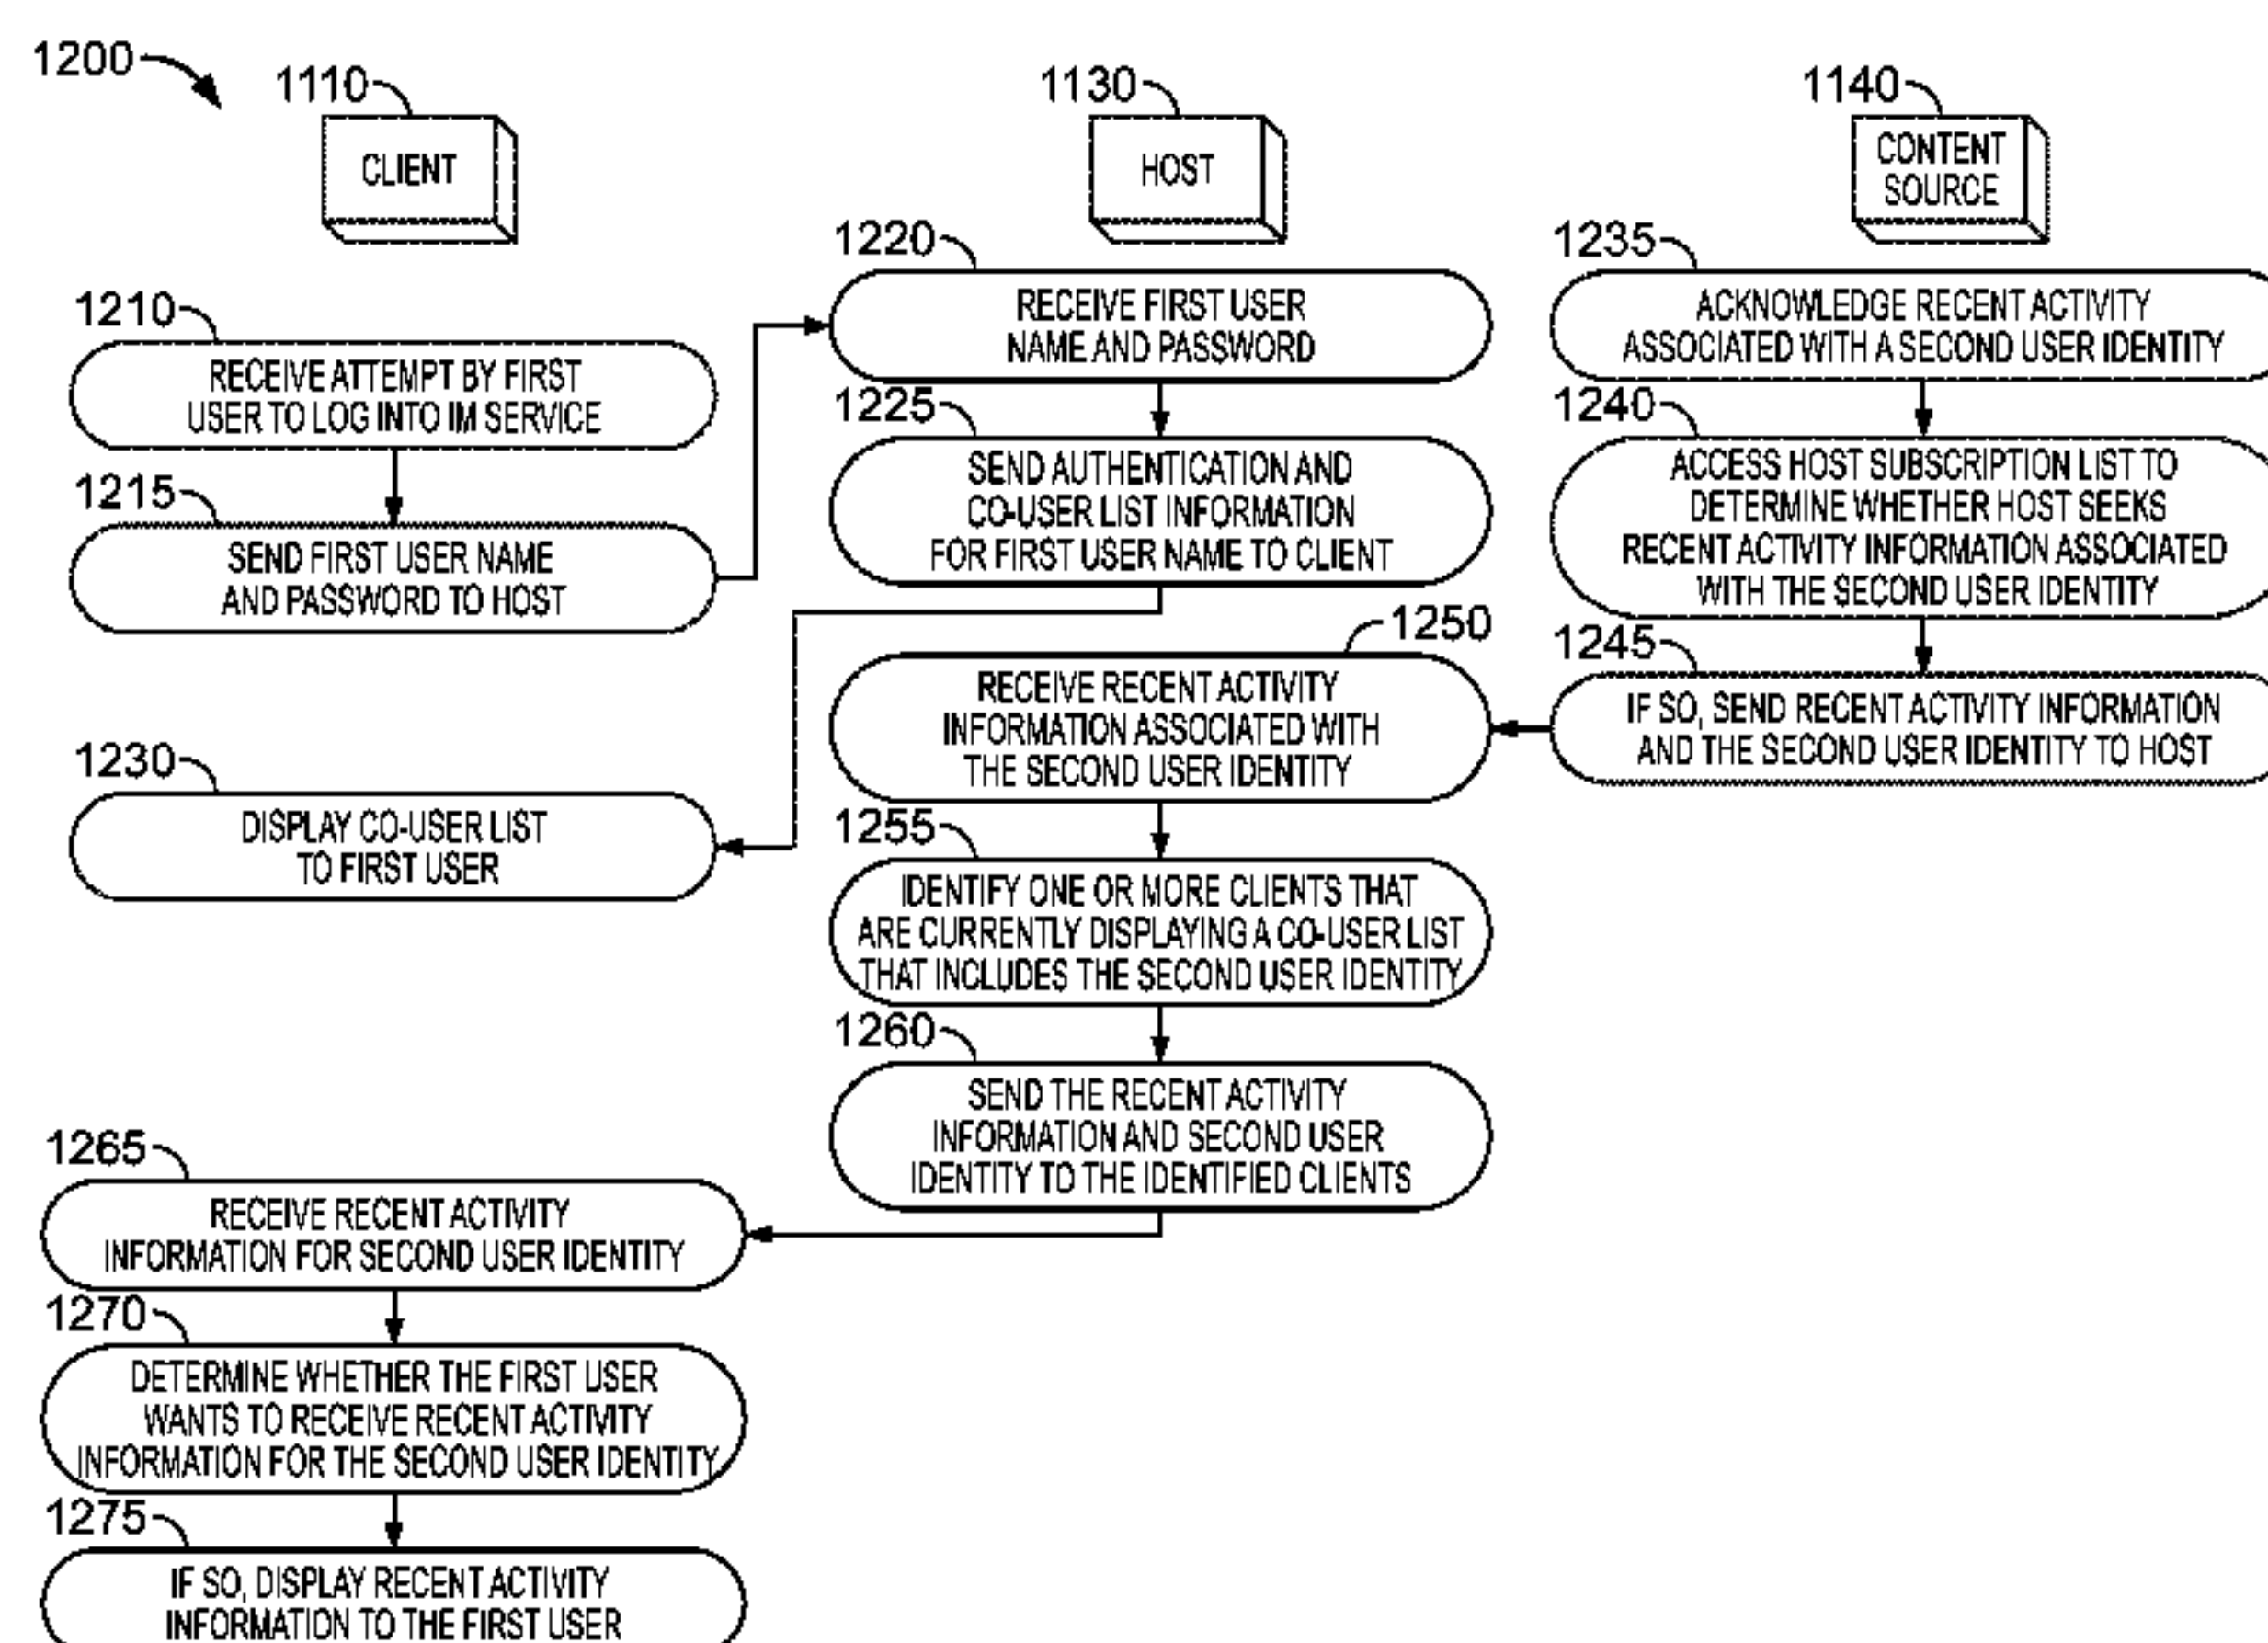 1200
1110
CLIENT
1130
HOST
1140
CONTENT
SOURCE
1210
RECEIVE ATTEMPT BY FIRST
USER TO LOG INTO IM SERVICE
1215
SEND FIRST USER NAME
AND PASSWORD TO HOST
1220
RECEIVE FIRST USER
NAME AND PASSWORD
1225
SEND AUTHENTICATION AND
CO-USER LIST INFORMATION
FOR FIRST USER NAME TO CLIENT
1230
DISPLAY CO-USER LIST
TO FIRST USER
1235
ACKNOWLEDGE RECENT ACTIVITY
ASSOCIATED WITH A SECOND USER IDENTITY
1240
ACCESS HOST SUBSCRIPTION LIST TO
DETERMINE WHETHER HOST SEEKS
RECENT ACTIVITY INFORMATION ASSOCIATED
WITH THE SECOND USER IDENTITY
1245
IF SO, SEND RECENT ACTIVITY INFORMATION
AND THE SECOND USER IDENTITY TO HOST
1250
RECEIVE RECENT ACTIVITY
INFORMATION ASSOCIATED WITH
THE SECOND USER IDENTITY
1255
IDENTIFY ONE OR MORE CLIENTS THAT
ARE CURRENTLY DISPLAYING A CO-USER LIST
THAT INCLUDES THE SECOND USER IDENTITY
1260
SEND THE RECENT ACTIVITY
INFORMATION AND SECOND USER
IDENTITY TO THE IDENTIFIED CLIENTS
1265
RECEIVE RECENT ACTIVITY
INFORMATION FOR SECOND USER IDENTITY
1270
DETERMINE WHETHER THE FIRST USER
WANTS TO RECEIVE RECENT ACTIVITY
INFORMATION FOR THE SECOND USER IDENTITY
1275
IF SO, DISPLAY RECENT ACTIVITY
INFORMATION TO THE FIRST USER